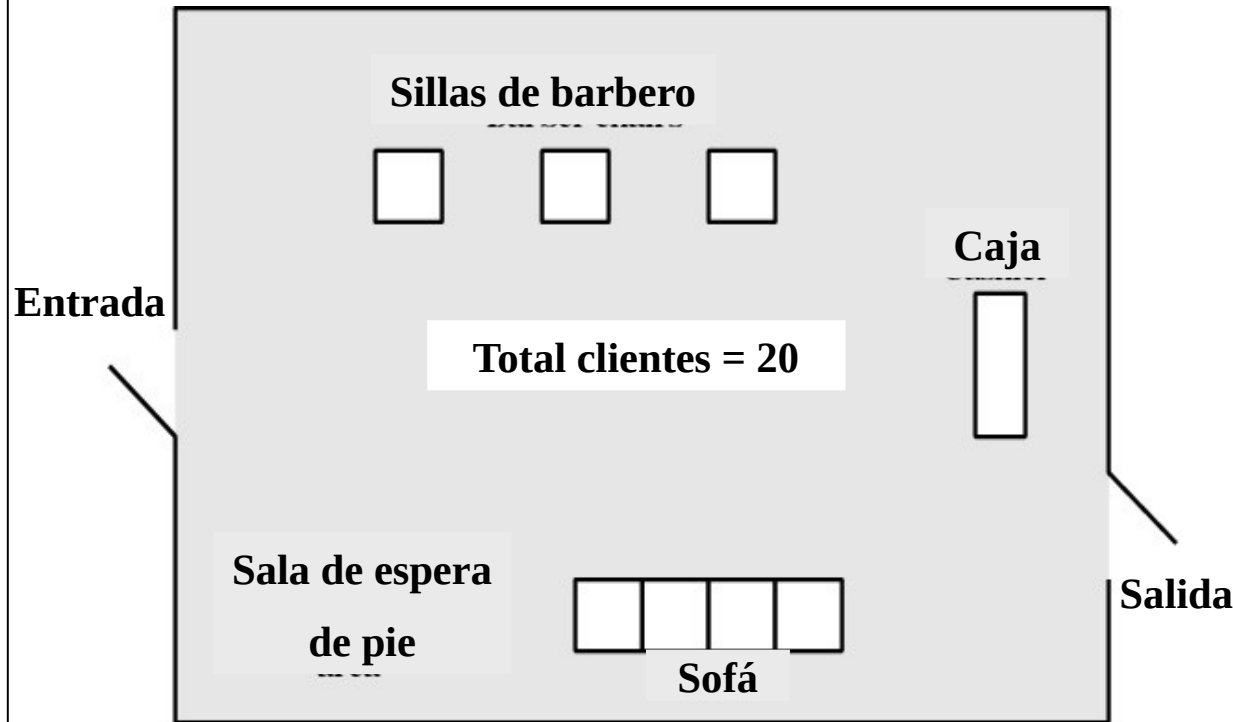 Sillas de barbero
Caja
Entrada
Total clientes = 20
Sala de espera
de pie
Salida
Sofá